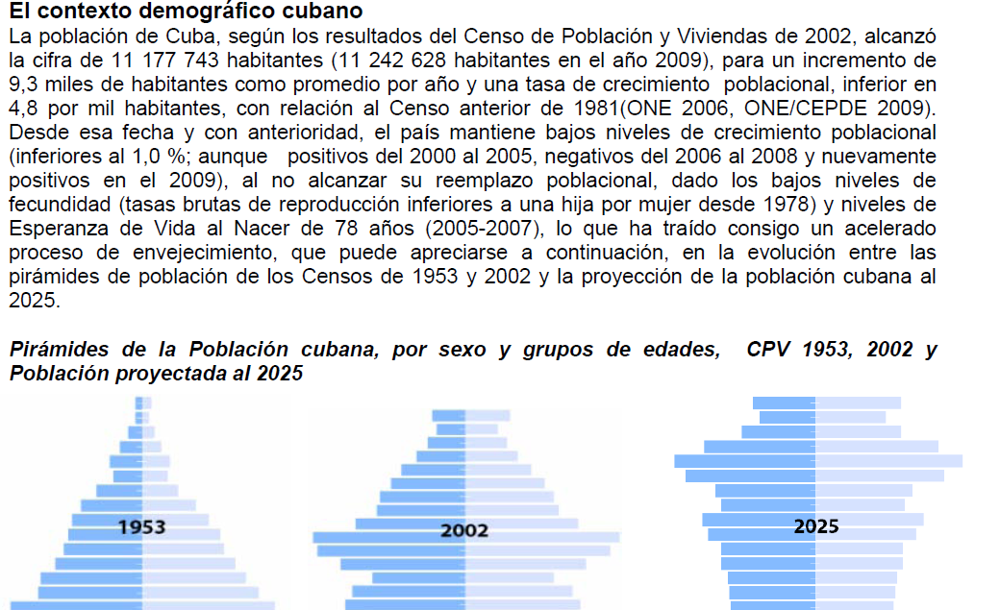 El contexto demográfico cubano
La población de Cuba, según los resultados del Censo de Población y Viviendas de 2002, alcanzó
la cifra de 11 177 743 habitantes (11 242 628 habitantes en el año 2009), para un incremento de
9,3 miles de habitantes como promedio por año y una tasa de crecimiento poblacional, inferior en
4,8 por mil habitantes, con relación al Censo anterior de 1981(ONE 2006, ONE/CEPDE 2009).
Desde esa fecha y con anterioridad, el país mantiene bajos niveles de crecimiento poblacional
(inferiores al 1,0 %; aunque positivos del 2000 al 2005, negativos del 2006 al 2008 y nuevamente
positivos en el 2009), al no alcanzar su reemplazo poblacional, dado los bajos niveles de
fecundidad (tasas brutas de reproducción inferiores a una hija por mujer desde 1978) y niveles de
Esperanza de Vida al Nacer de 78 años (2005-2007), lo que ha traído consigo un acelerado
proceso de envejecimiento, que puede apreciarse a continuación, en la evolución entre las
pirámides de población de los Censos de 1953 y 2002 y la proyección de la población cubana al
2025.
Pirámides de la Población cubana, por sexo y grupos de edades, CPV 1953, 2002 y
Población proyectada al 2025
1953
2002
2025